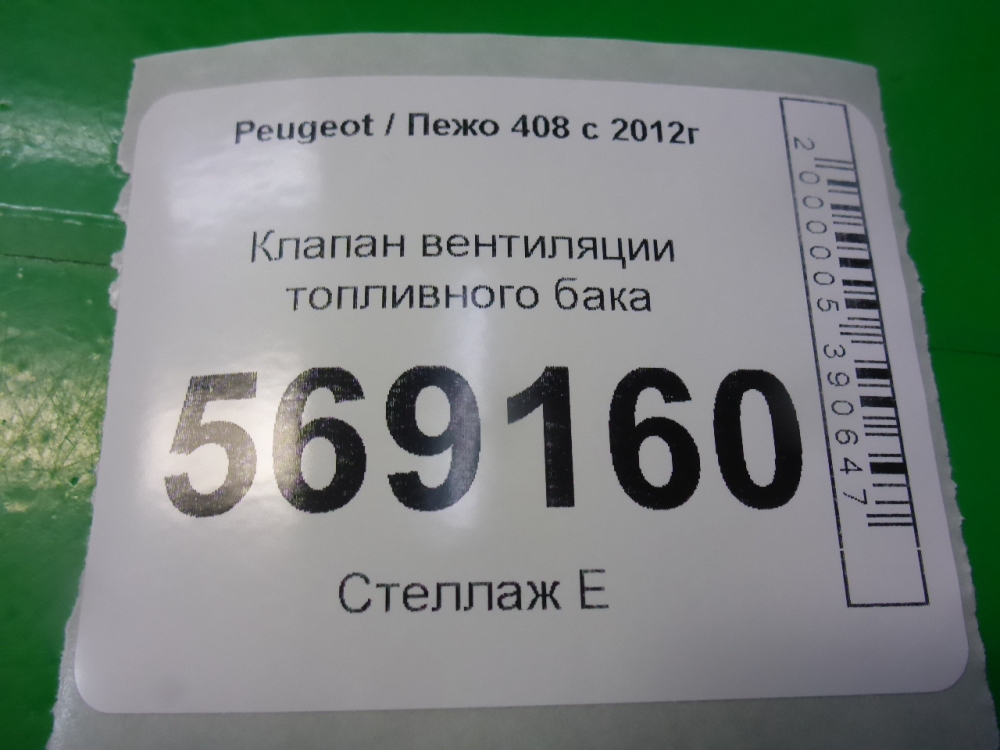 Peugeot / Пежо 408 с 2012г
Клапан вентиляции
топливного бака
569160
Стеллаж Е
2000005390647